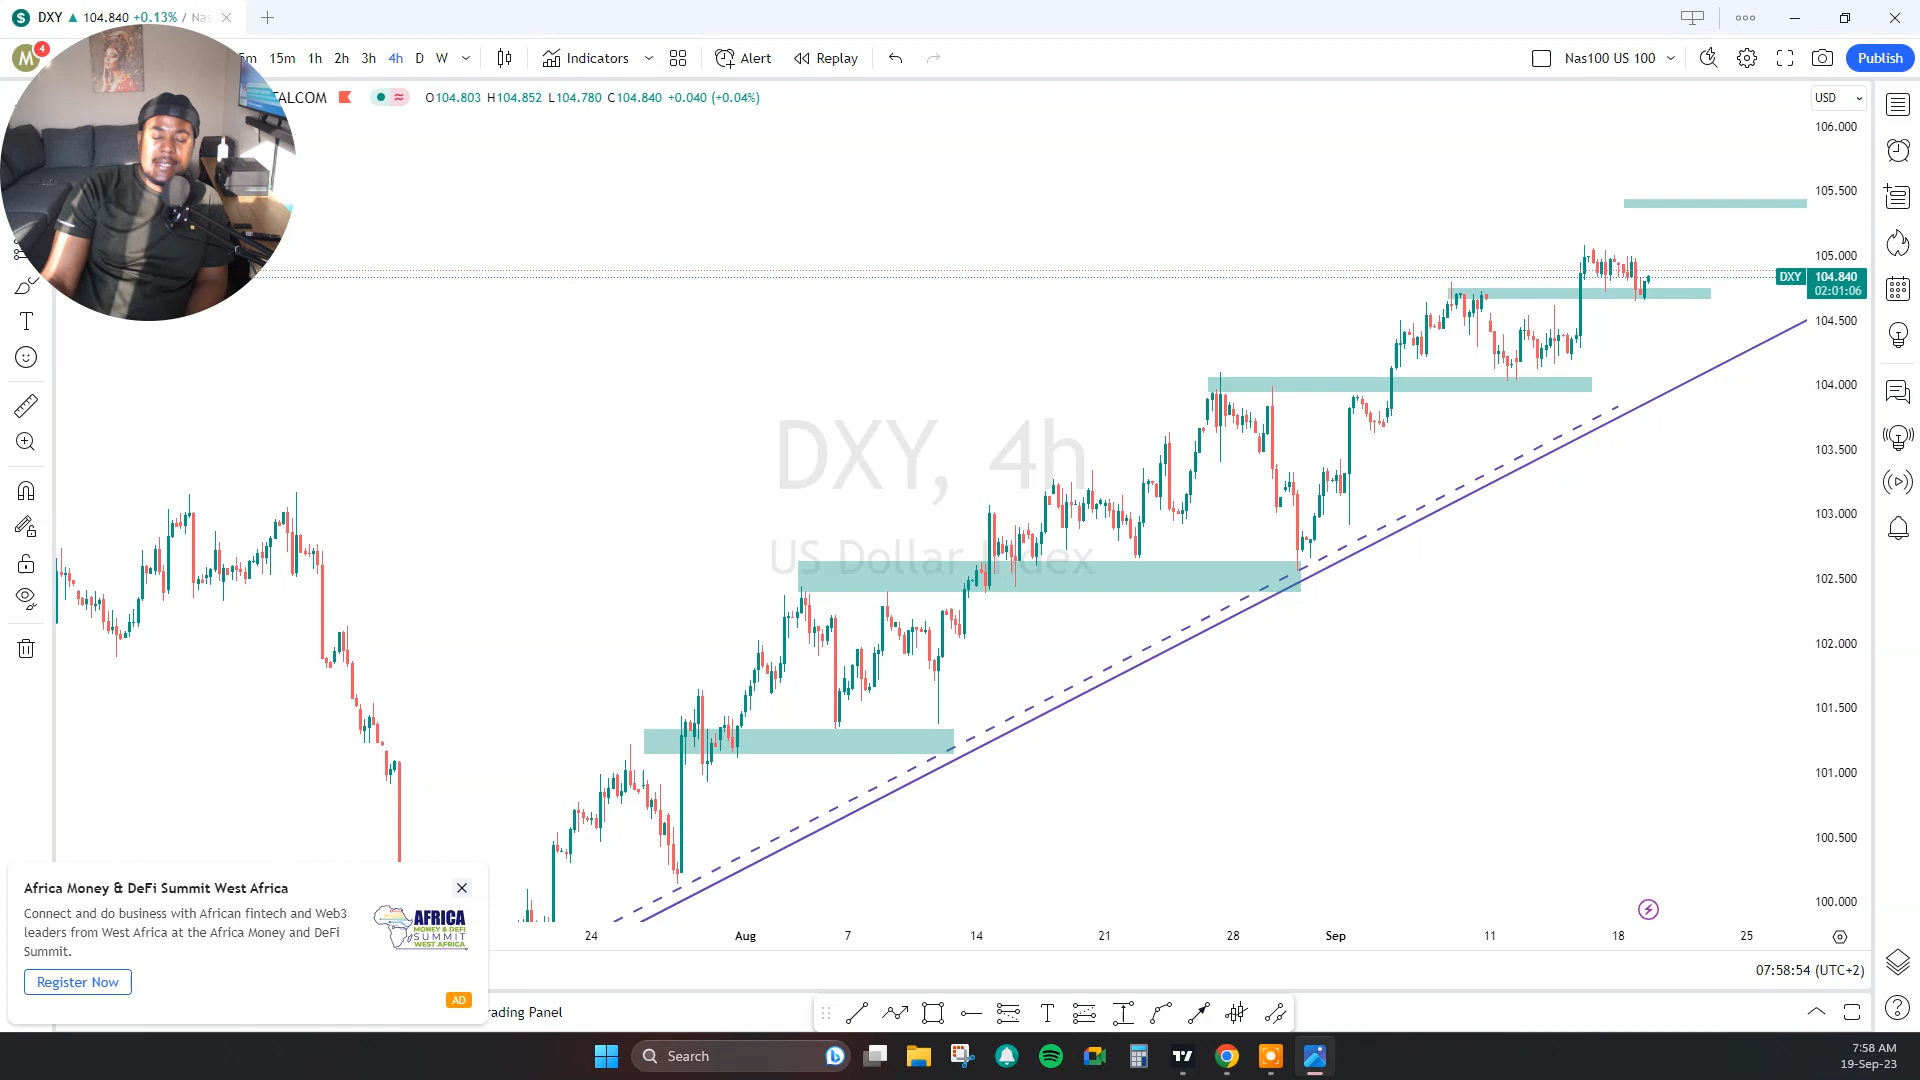 DXY ▲ 104.840 +0.13% / Nas
M 4
5m 15m 1h 2h 3h 4h D W Indicators Alert Replay Nas100 US 100 Publish
TALCOM O104.803 H104.852 L104.780 C104.840 +0.040 (+0.04%)
USD
106.000
105.500
105.000
DXY 104.840
02:01:06
104.500
104.000
103.500
103.000
102.500
102.000
101.500
101.000
100.500
100.000
DXY, 4h
US Dollar Index
24 Aug 7 14 21 28 Sep 11 18 25
07:58:54 (UTC+2)
Africa Money & DeFi Summit West Africa
Connect and do business with African fintech and Web3
leaders from West Africa at the Africa Money and DeFi
Summit.
Register Now
AFRICA
MONEY & DEFI
SUMMIT
WEST AFRICA
AD
rading Panel
Search
7:58 AM
19-Sep-23